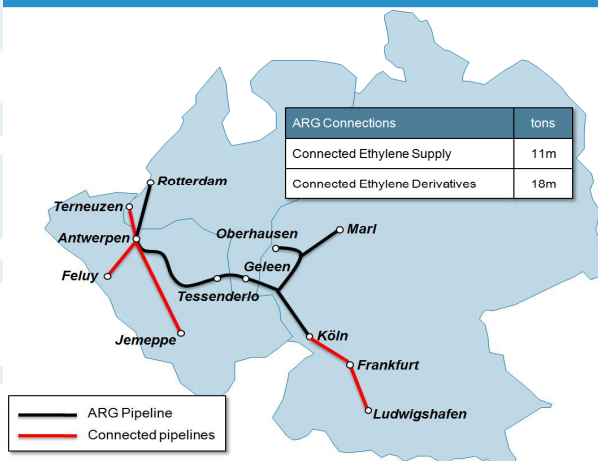 ARG Connections tons
Connected Ethylene Supply 11m
Connected Ethylene Derivatives 18m
Rotterdam
Terneuzen
Antwerpen
Oberhausen
Marl
Feluy
Geleen
Tessenderlo
Jemeppe
Köln
Frankfurt
Ludwigshafen
ARG Pipeline
Connected pipelines